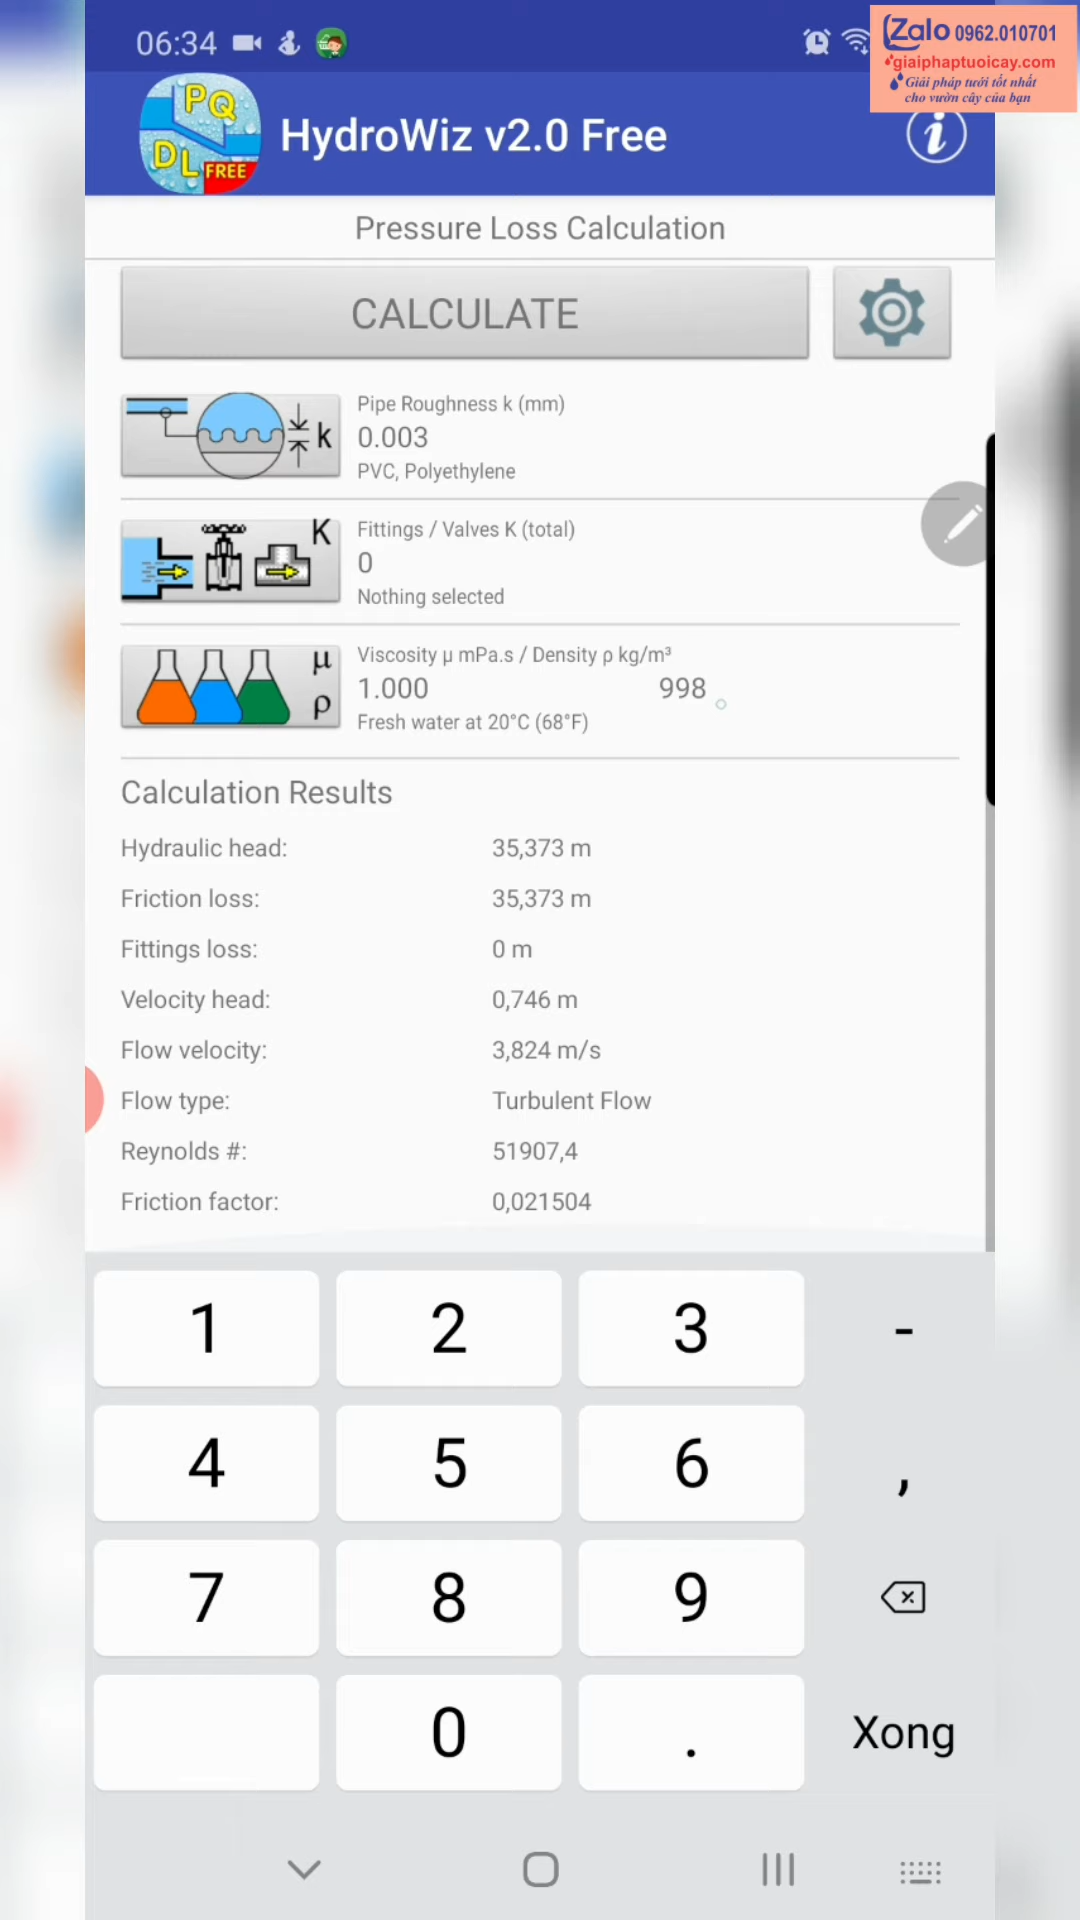 06:34
Zalo 0962.010701
giaiphaptuoicay.com
Giải pháp tưới tốt nhất
cho vườn cây của bạn
PQ
DL FREE
HydroWiz v2.0 Free
i
Pressure Loss Calculation
CALCULATE
k
Pipe Roughness k (mm)
0.003
PVC, Polyethylene
K
Fittings / Valves K (total)
0
Nothing selected
μ
ρ
Viscosity μ mPa.s / Density ρ kg/m³
1.000 998
Fresh water at 20°C (68°F)
Calculation Results
Hydraulic head: 35,373 m
Friction loss: 35,373 m
Fittings loss: 0 m
Velocity head: 0,746 m
Flow velocity: 3,824 m/s
Flow type: Turbulent Flow
Reynolds #: 51907,4
Friction factor: 0,021504
1 2 3 -
4 5 6 ,
7 8 9
0 . Xong